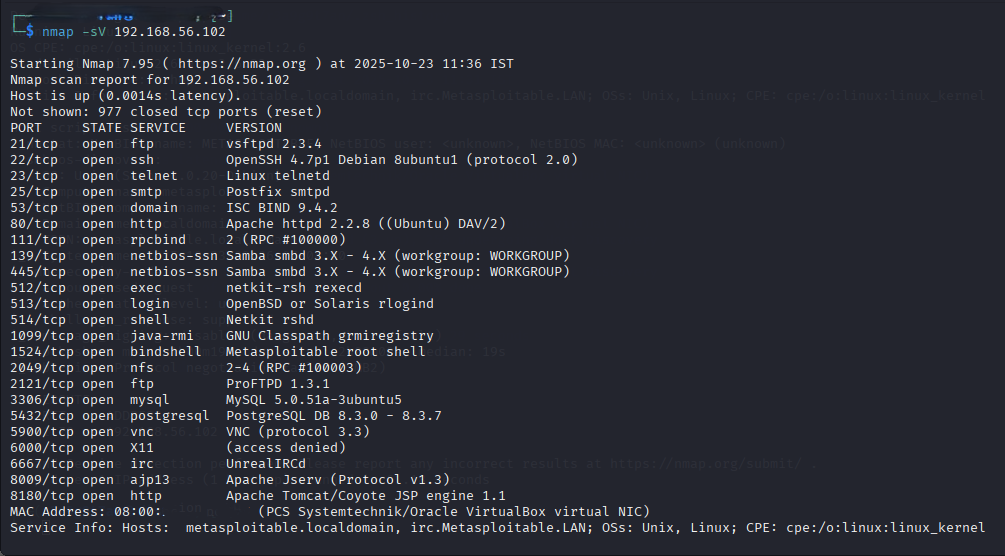 $ nmap -sV 192.168.56.102
Starting Nmap 7.95 ( https://nmap.org ) at 2025-10-23 11:36 IST
Nmap scan report for 192.168.56.102
Host is up (0.0014s latency).
Not shown: 977 closed tcp ports (reset)
PORT     STATE SERVICE     VERSION
21/tcp   open  ftp         vsftpd 2.3.4
22/tcp   open  ssh         OpenSSH 4.7p1 Debian 8ubuntu1 (protocol 2.0)
23/tcp   open  telnet      Linux telnetd
25/tcp   open  smtp        Postfix smtpd
53/tcp   open  domain      ISC BIND 9.4.2
80/tcp   open  http        Apache httpd 2.2.8 ((Ubuntu) DAV/2)
111/tcp  open  rpcbind     2 (RPC #100000)
139/tcp  open  netbios-ssn Samba smbd 3.X - 4.X (workgroup: WORKGROUP)
445/tcp  open  netbios-ssn Samba smbd 3.X - 4.X (workgroup: WORKGROUP)
512/tcp  open  exec        netkit-rsh rexecd
513/tcp  open  login       OpenBSD or Solaris rlogind
514/tcp  open  shell       Netkit rshd
1099/tcp open  java-rmi    GNU Classpath grmiregistry
1524/tcp open  bindshell   Metasploitable root shell
2049/tcp open  nfs         2-4 (RPC #100003)
2121/tcp open  ftp         ProFTPD 1.3.1
3306/tcp open  mysql       MySQL 5.0.51a-3ubuntu5
5432/tcp open  postgresql  PostgreSQL DB 8.3.0 - 8.3.7
5900/tcp open  vnc         VNC (protocol 3.3)
6000/tcp open  X11         (access denied)
6667/tcp open  irc         UnrealIRCd
8009/tcp open  ajp13       Apache Jserv (Protocol v1.3)
8180/tcp open  http        Apache Tomcat/Coyote JSP engine 1.1
MAC Address: 08:00: (PCS Systemtechnik/Oracle VirtualBox virtual NIC)
Service Info: Hosts:  metasploitable.localdomain, irc.Metasploitable.LAN; OSs: Unix, Linux; CPE: cpe:/o:linux:linux_kernel